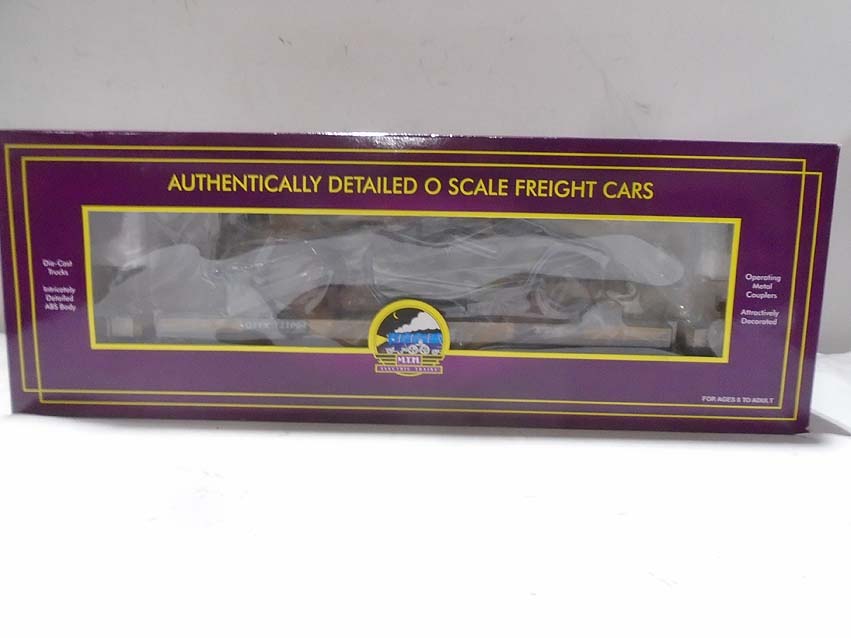 AUTHENTICALLY DETAILED O SCALE FREIGHT CARS
Die-Cast
Trucks
Intricately
Detailed
ABS Body
Operating
Metal
Couplers
Attractively
Decorated
M.T.H.
ELECTRIC TRAINS
FOR AGES 8 TO ADULT